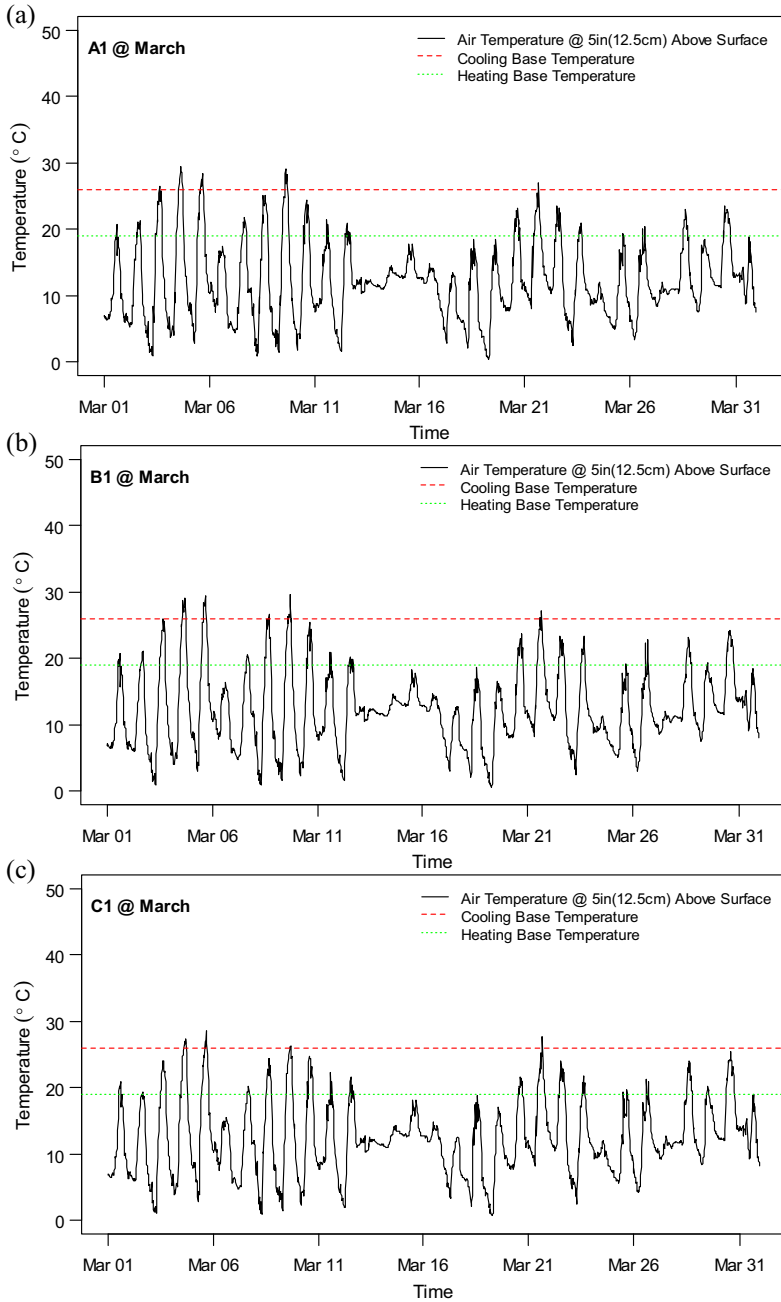 (a)
A1 @ March
Air Temperature @ 5in(12.5cm) Above Surface
Cooling Base Temperature
Heating Base Temperature
Temperature (° C)
50
40
30
20
10
0
Mar 01 Mar 06 Mar 11 Mar 16 Mar 21 Mar 26 Mar 31
Time
(b)
B1 @ March
Air Temperature @ 5in(12.5cm) Above Surface
Cooling Base Temperature
Heating Base Temperature
Temperature (° C)
50
40
30
20
10
0
Mar 01 Mar 06 Mar 11 Mar 16 Mar 21 Mar 26 Mar 31
Time
(c)
C1 @ March
Air Temperature @ 5in(12.5cm) Above Surface
Cooling Base Temperature
Heating Base Temperature
Temperature (° C)
50
40
30
20
10
0
Mar 01 Mar 06 Mar 11 Mar 16 Mar 21 Mar 26 Mar 31
Time